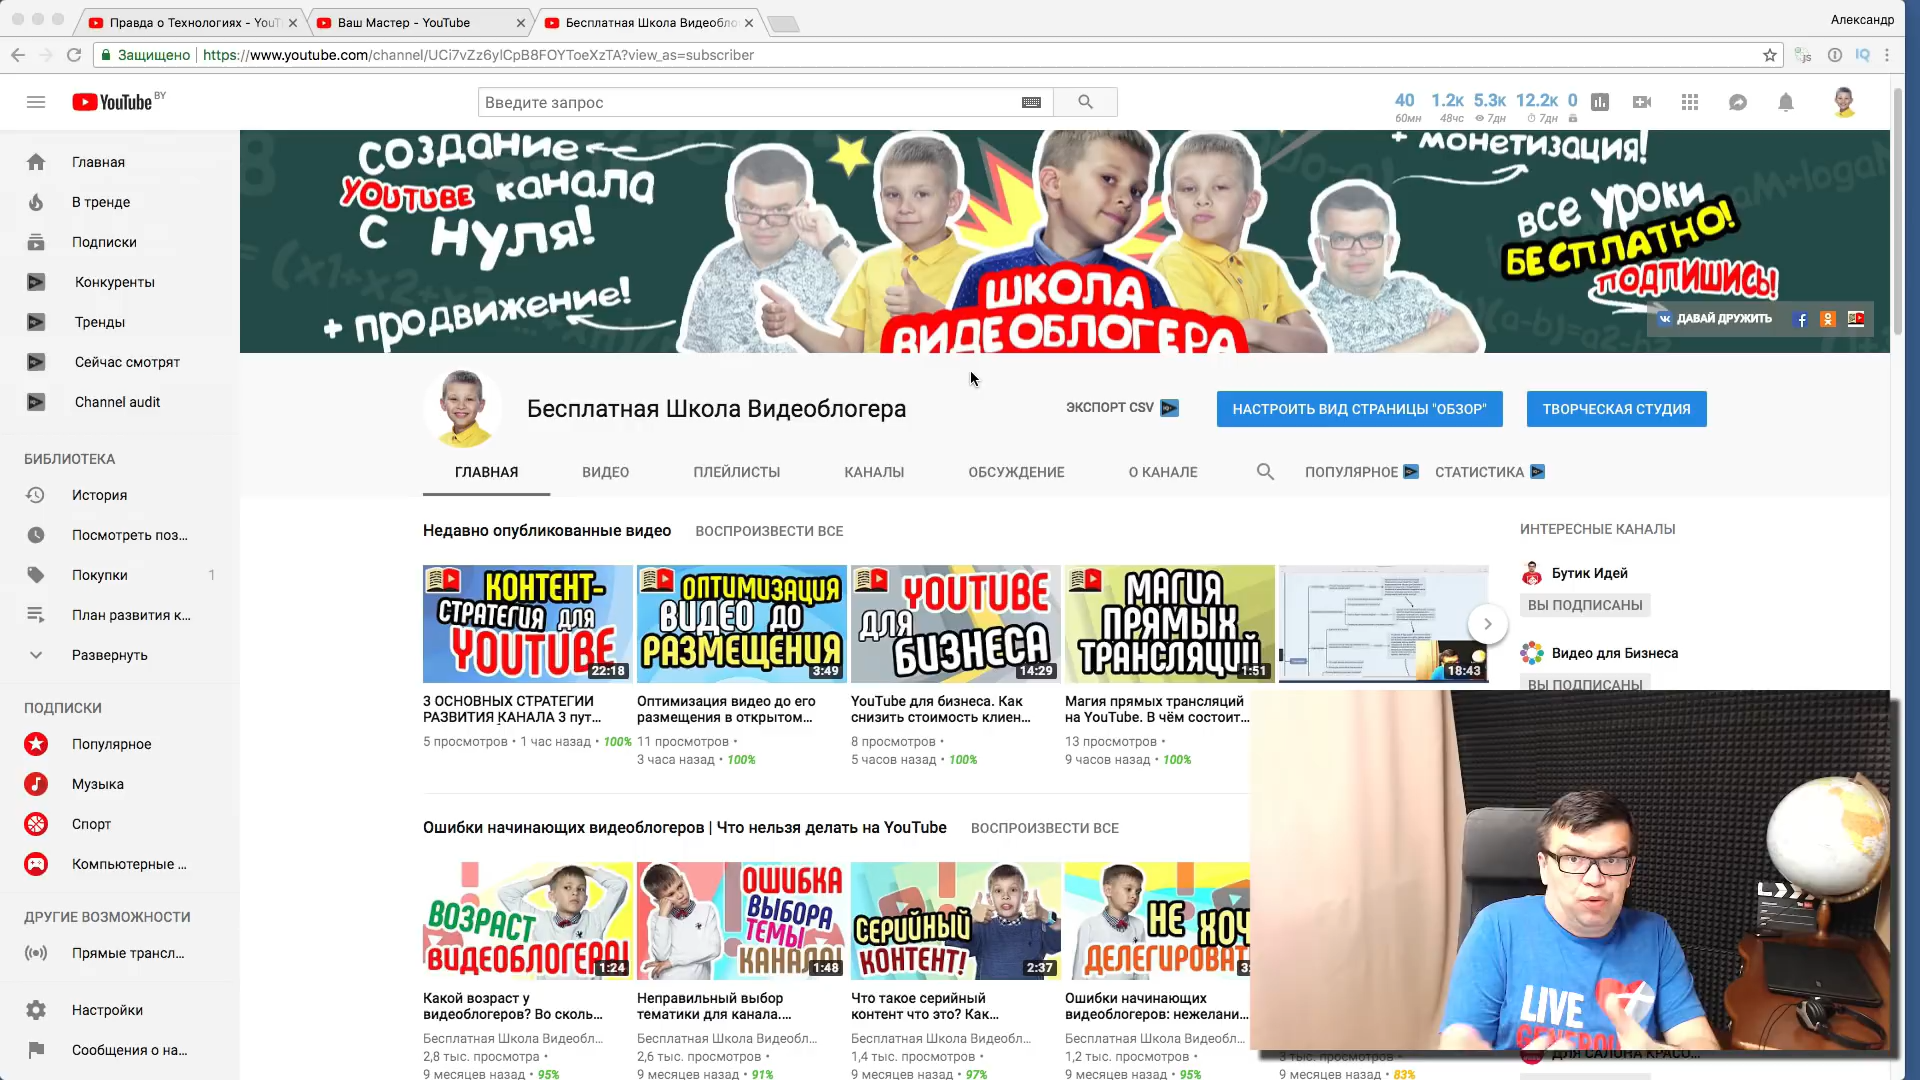 Правда о Технологиях - YouT
Ваш Мастер - YouTube
Бесплатная Школа Видеобло
Александр
Защищено
https://www.youtube.com/channel/UCi7vZz6ylCpB8FOYToeXzTA?view_as=subscriber
YouTube BY
Введите запрос
40 1.2к 5.3к 12.2к 0
60мн 48чс 7дн 7дн
Главная
В тренде
Подписки
Конкуренты
Тренды
Сейчас смотрят
Channel audit
БИБЛИОТЕКА
История
Посмотреть поз...
Покупки 1
План развития к...
Развернуть
ПОДПИСКИ
Популярное
Музыка
Спорт
Компьютерные ...
ДРУГИЕ ВОЗМОЖНОСТИ
Прямые трансл...
Настройки
Сообщения о на...
создание
YOUTUBE канала
с нуля!
+ продвижение!
ШКОЛА
ВИДЕОБЛОГЕРА
+ монетизация!
все уроки
БЕСПЛАТНО!
подпишись!
ДАВАЙ ДРУЖИТЬ
Бесплатная Школа Видеоблогера
ЭКСПОРТ CSV
НАСТРОИТЬ ВИД СТРАНИЦЫ "ОБЗОР"
ТВОРЧЕСКАЯ СТУДИЯ
ГЛАВНАЯ ВИДЕО ПЛЕЙЛИСТЫ КАНАЛЫ ОБСУЖДЕНИЕ О КАНАЛЕ ПОПУЛЯРНОЕ СТАТИСТИКА
Недавно опубликованные видео ВОСПРОИЗВЕСТИ ВСЕ
КОНТЕНТ-
СТРАТЕГИЯ ДЛЯ
YOUTUBE
22:18
3 ОСНОВНЫХ СТРАТЕГИИ
РАЗВИТИЯ КАНАЛА 3 пут...
5 просмотров • 1 час назад • 100%
ОПТИМИЗАЦИЯ
ВИДЕО ДО
РАЗМЕЩЕНИЯ
3:49
Оптимизация видео до его
размещения в открытом...
11 просмотров •
3 часа назад • 100%
YOUTUBE
ДЛЯ
БИЗНЕСА
14:29
YouTube для бизнеса. Как
снизить стоимость клиен...
8 просмотров •
5 часов назад • 100%
МАГИЯ
ПРЯМЫХ
ТРАНСЛЯЦИЙ
1:51
Магия прямых трансляций
на YouTube. В чём состоит...
13 просмотров •
9 часов назад • 100%
18:43
ИНТЕРЕСНЫЕ КАНАЛЫ
Бутик Идей
ВЫ ПОДПИСАНЫ
Видео для Бизнеса
ВЫ ПОДПИСАНЫ
Ошибки начинающих видеоблогеров | Что нельзя делать на YouTube ВОСПРОИЗВЕСТИ ВСЕ
ВОЗРАСТ
ВИДЕОБЛОГЕРА!
1:24
Какой возраст у
видеоблогеров? Во сколь...
Бесплатная Школа Видеобл...
2,8 тыс. просмотра •
9 месяцев назад • 95%
ОШИБКА
ВЫБОРА
ТЕМЫ
КАНАЛА
1:48
Неправильный выбор
тематики для канала....
Бесплатная Школа Видеобл...
2,6 тыс. просмотров •
9 месяцев назад • 91%
СЕРИЙНЫЙ
КОНТЕНТ!
2:37
Что такое серийный
контент что это? Как...
Бесплатная Школа Видеобл...
1,4 тыс. просмотров •
9 месяцев назад • 97%
НЕ ХОЧ
ДЕЛЕГИРОВАТ
Ошибки начинающих
видеоблогеров: нежелани...
Бесплатная Школа Видеобл...
1,2 тыс. просмотров •
9 месяцев назад • 95%
3 тыс. просмотров •
9 месяцев назад • 83%
LIVE
ДЛЯ САЛОНА КРАСО...